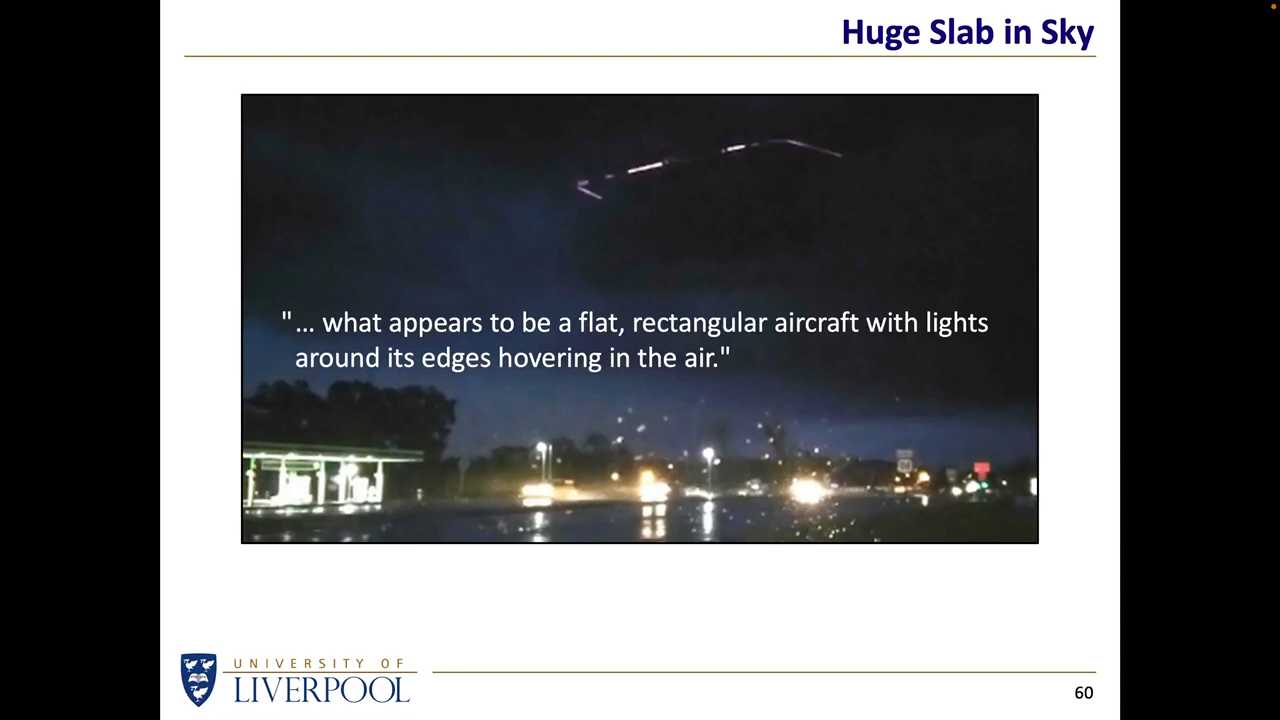 Huge Slab in Sky
"... what appears to be a flat, rectangular aircraft with lights
around its edges hovering in the air."
UNIVERSITY OF
LIVERPOOL
60